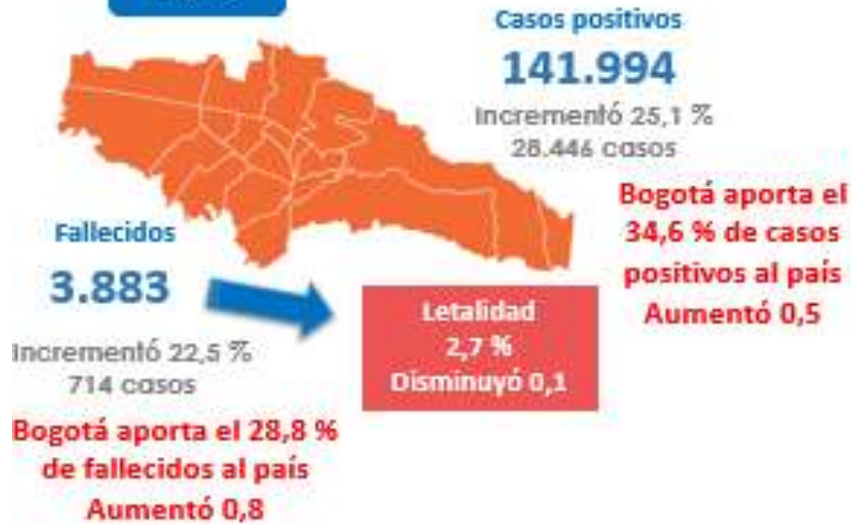 Casos positivos
141.994
Incrementó 25,1 %
28.446 casos
Bogotá aporta el
34,6 % de casos
positivos al país
Aumentó 0,5
Fallecidos
3.883
Incrementó 22,5 %
714 casos
Bogotá aporta el 28,8 %
de fallecidos al país
Aumentó 0,8
Letalidad
2,7 %
Disminuyó 0,1